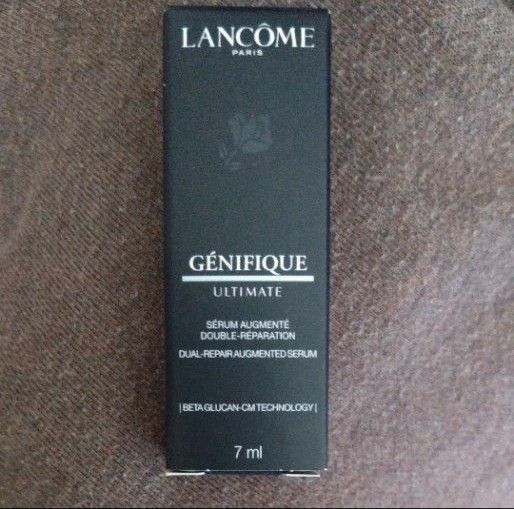 LANCÔME
PARIS
GÉNIFIQUE
ULTIMATE
SÉRUM AUGMENTÉ
DOUBLE-RÉPARATION
DUAL-REPAIR AUGMENTED SERUM
| BETA GLUCAN-CM TECHNOLOGY |
7 ml